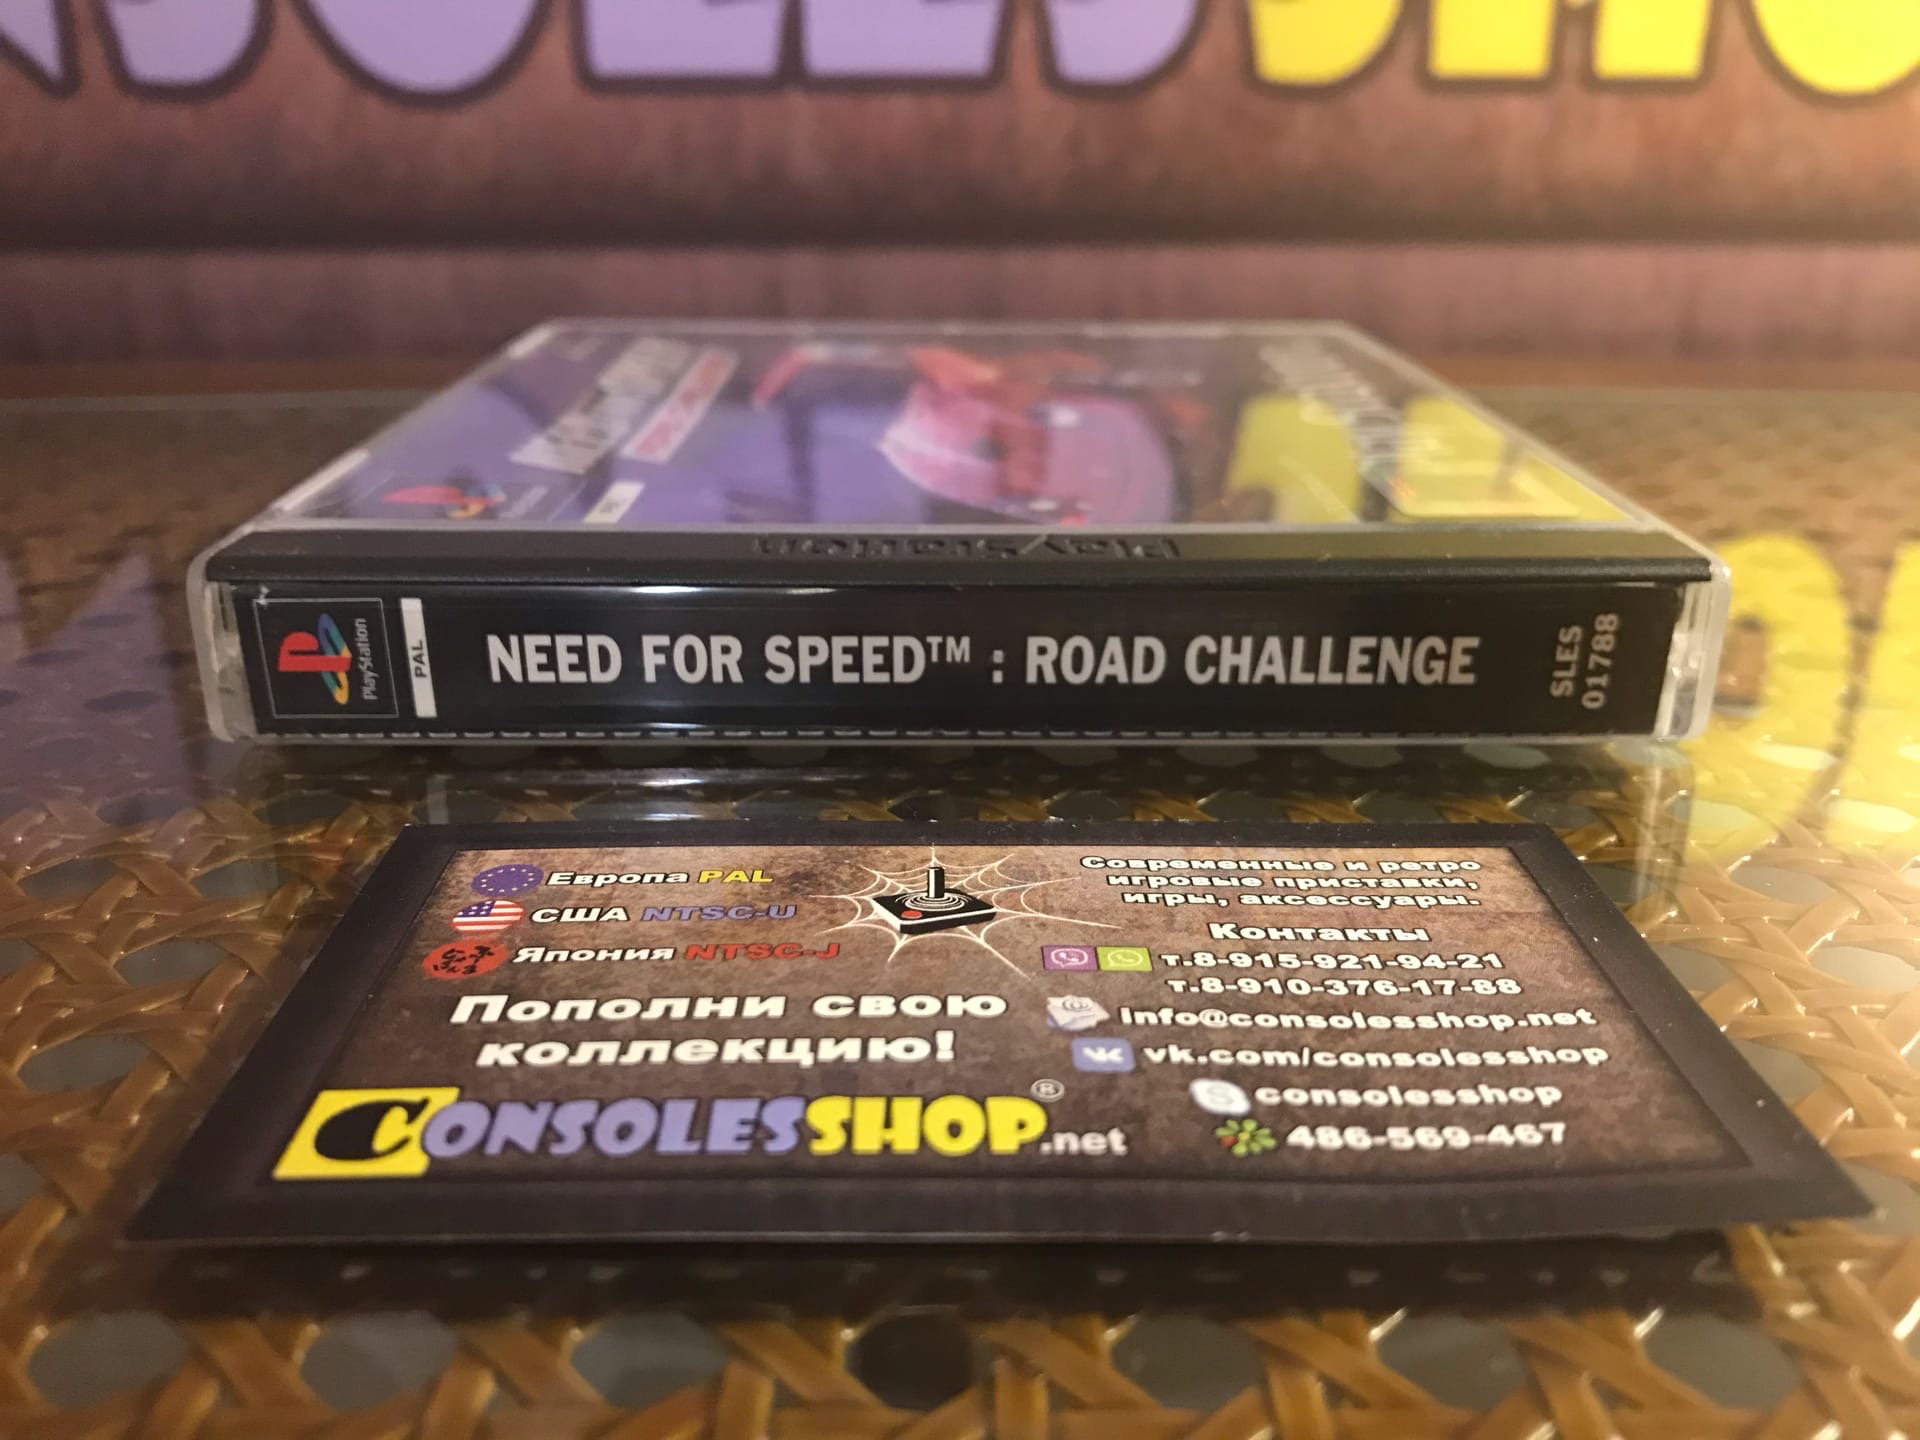 PlayStation
PlayStation
PAL
NEED FOR SPEED™ : ROAD CHALLENGE
SLES
01788
Европа PAL
США NTSC-U
Япония NTSC-J
Пополни свою
коллекцию!
CONSOLESSHOP®.net
Современные и ретро
игровые приставки,
игры, аксессуары.
Контакты
т.8-915-921-94-21
т.8-910-376-17-88
info@consolesshop.net
vk.com/consolesshop
consolesshop
486-569-467